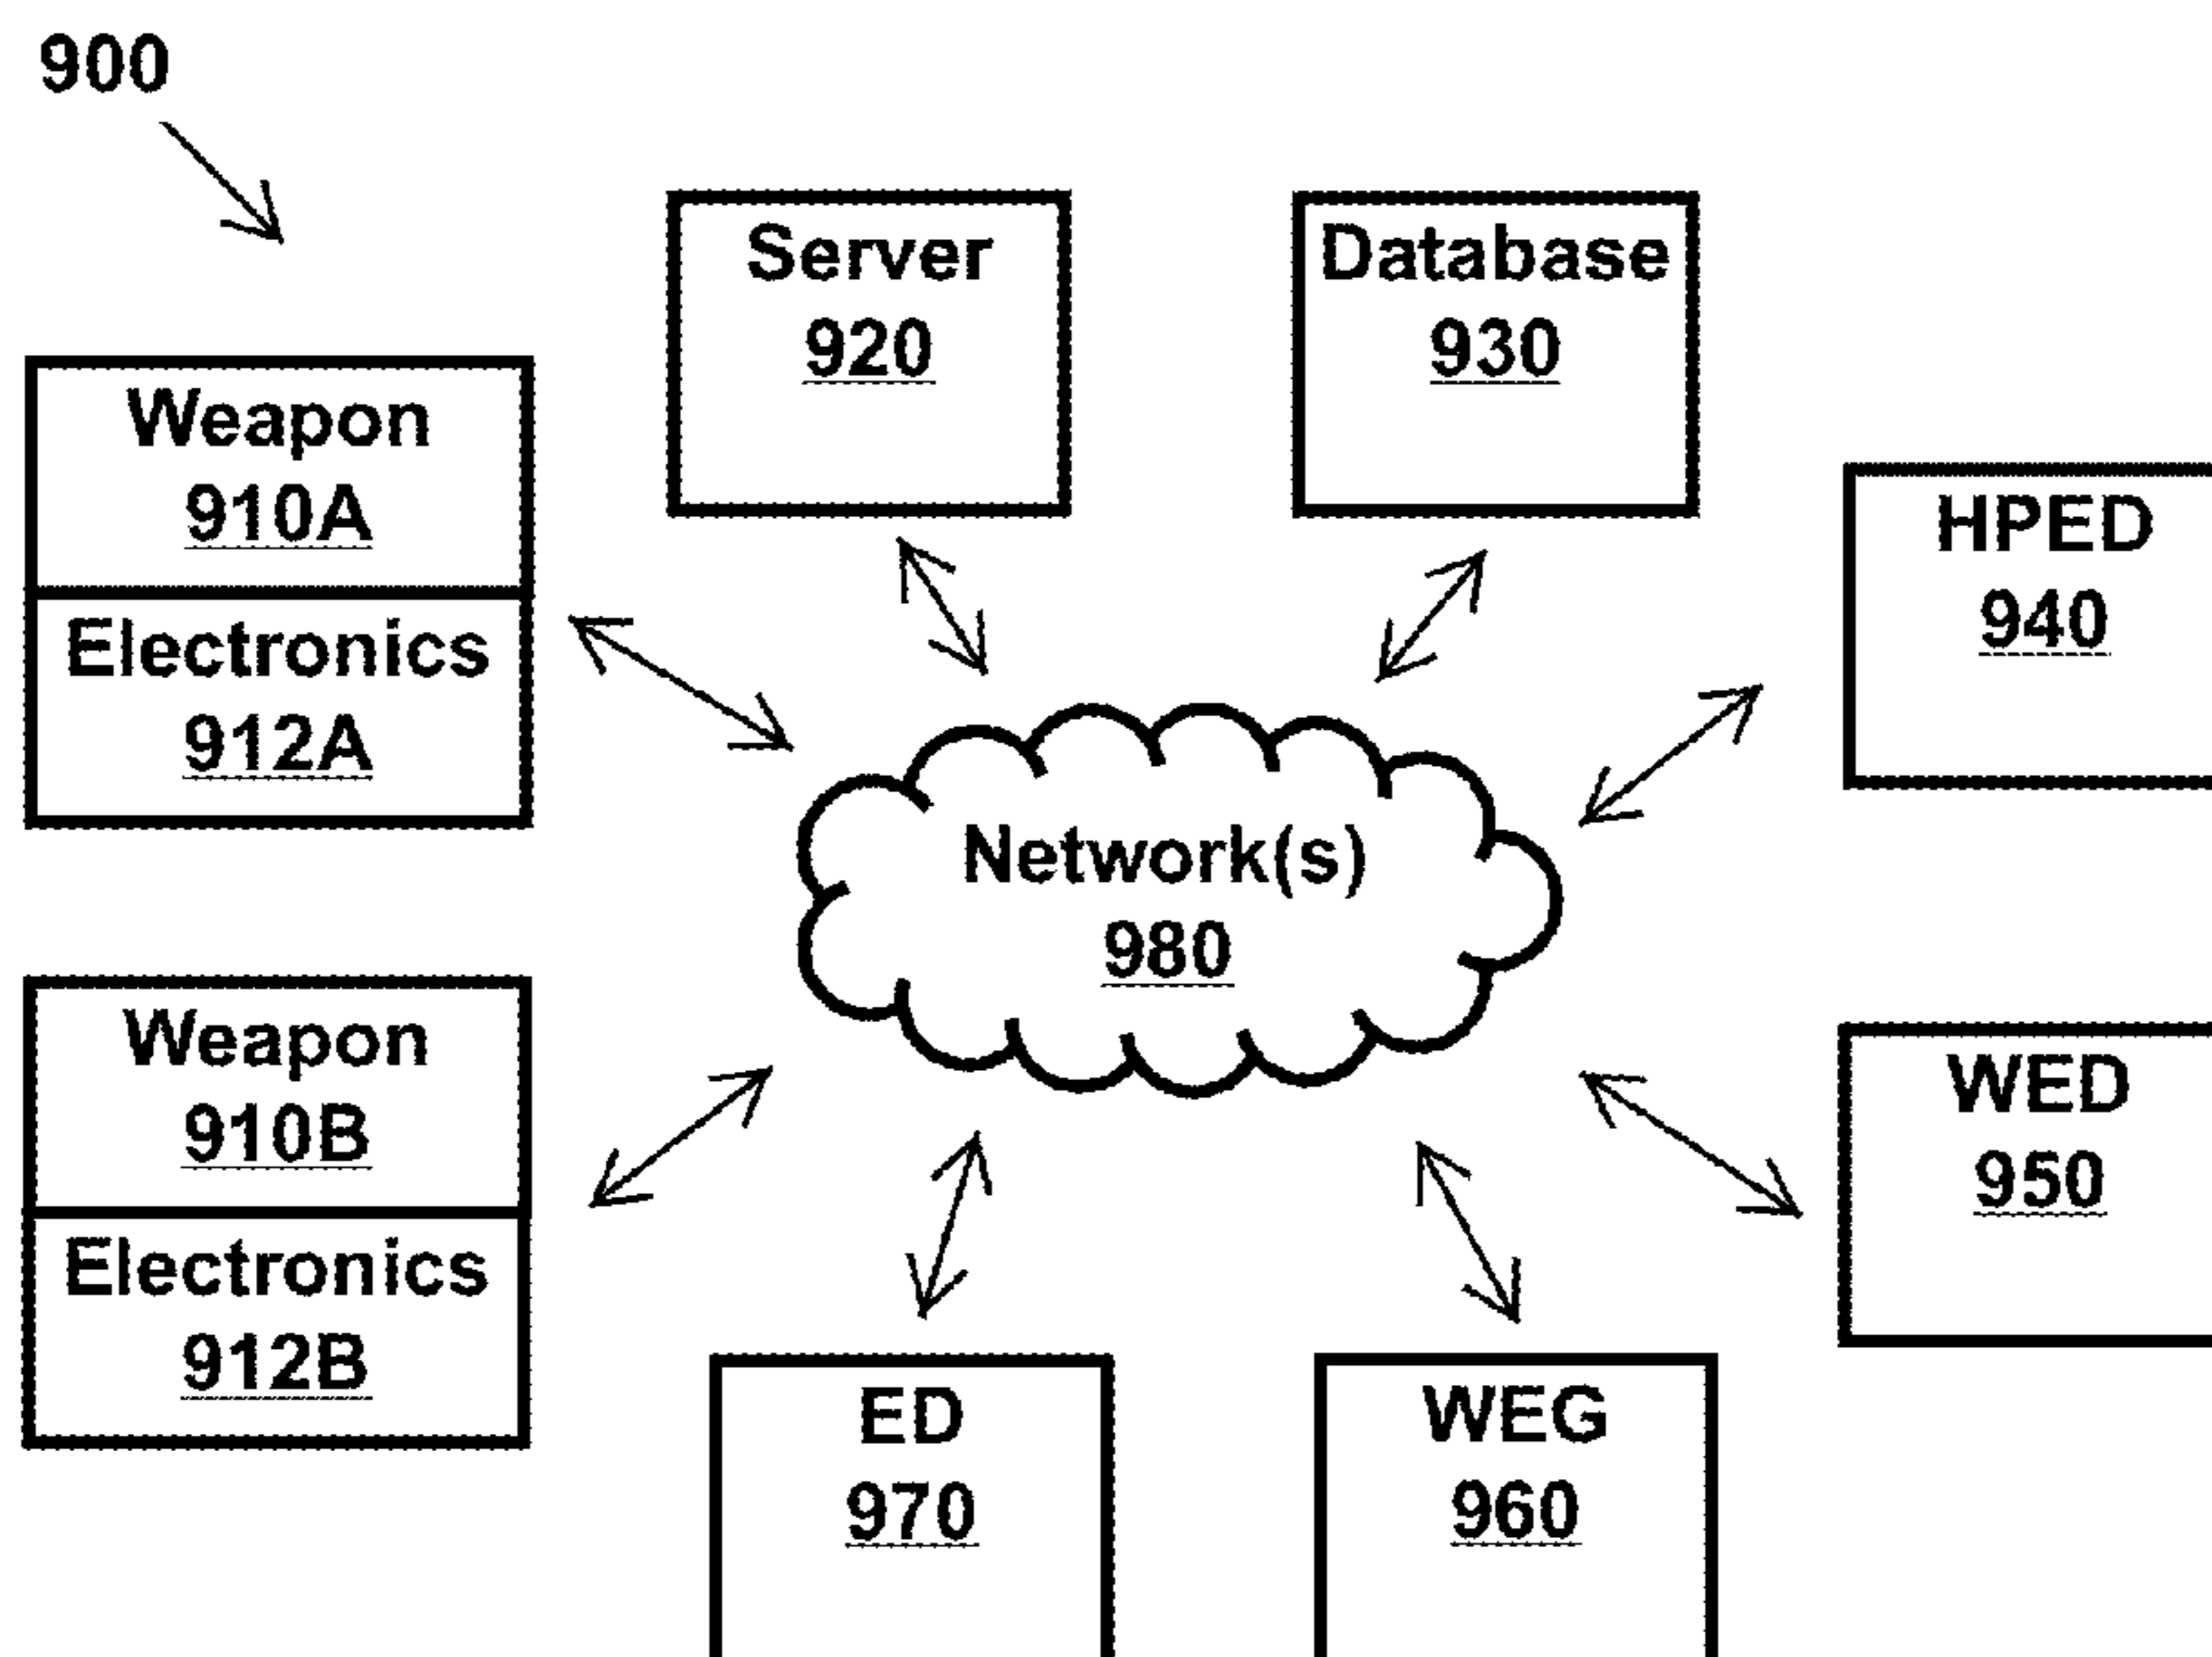 900
Server
920
Database
930
Weapon
910A
Electronics
912A
HPED
940
Network(s)
980
Weapon
910B
Electronics
912B
WED
950
ED
970
WEG
960